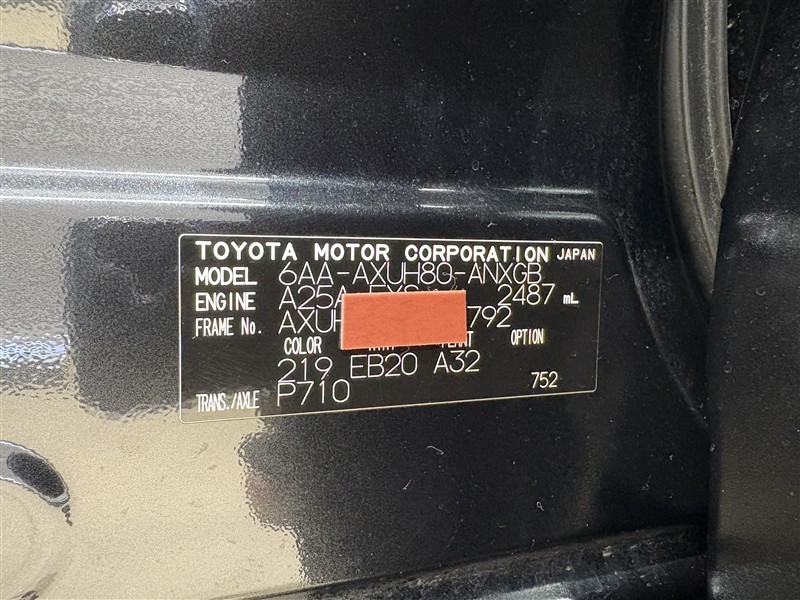 TOYOTA MOTOR CORPORATION JAPAN
MODEL 6AA-AXUH80-ANXGB
ENGINE A25A 2487 mL
FRAME No. AXUH 792
COLOR OPTION
219 EB20 A32
TRANS./AXLE P710 752